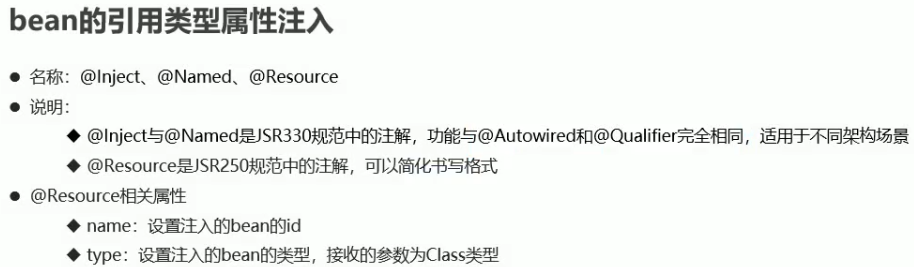 bean的引用类型属性注入
● 名称：@Inject、@Named、@Resource
● 说明：
◆ @Inject与@Named是JSR330规范中的注解，功能与@Autowired和@Qualifier完全相同，适用于不同架构场景
◆ @Resource是JSR250规范中的注解，可以简化书写格式
● @Resource相关属性
◆ name：设置注入的bean的id
◆ type：设置注入的bean的类型，接收的参数为Class类型